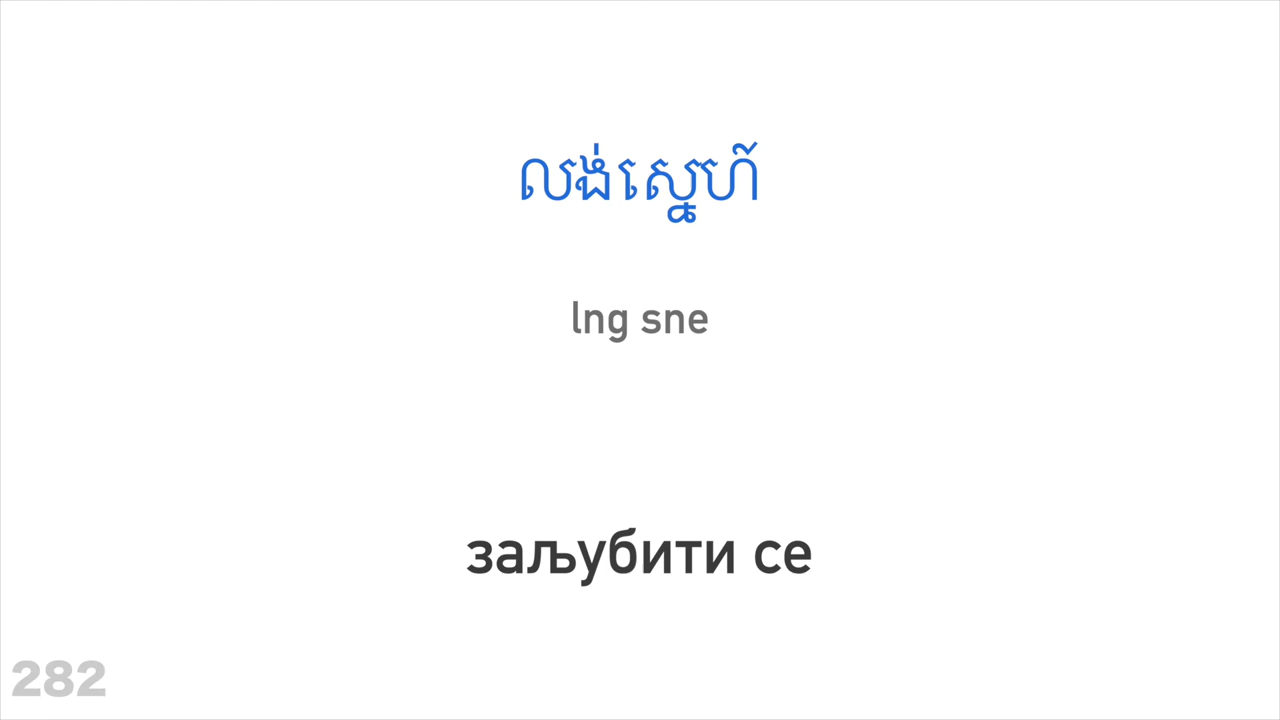 លង់ស្នេហ៍
lng sne
заљубити се
282